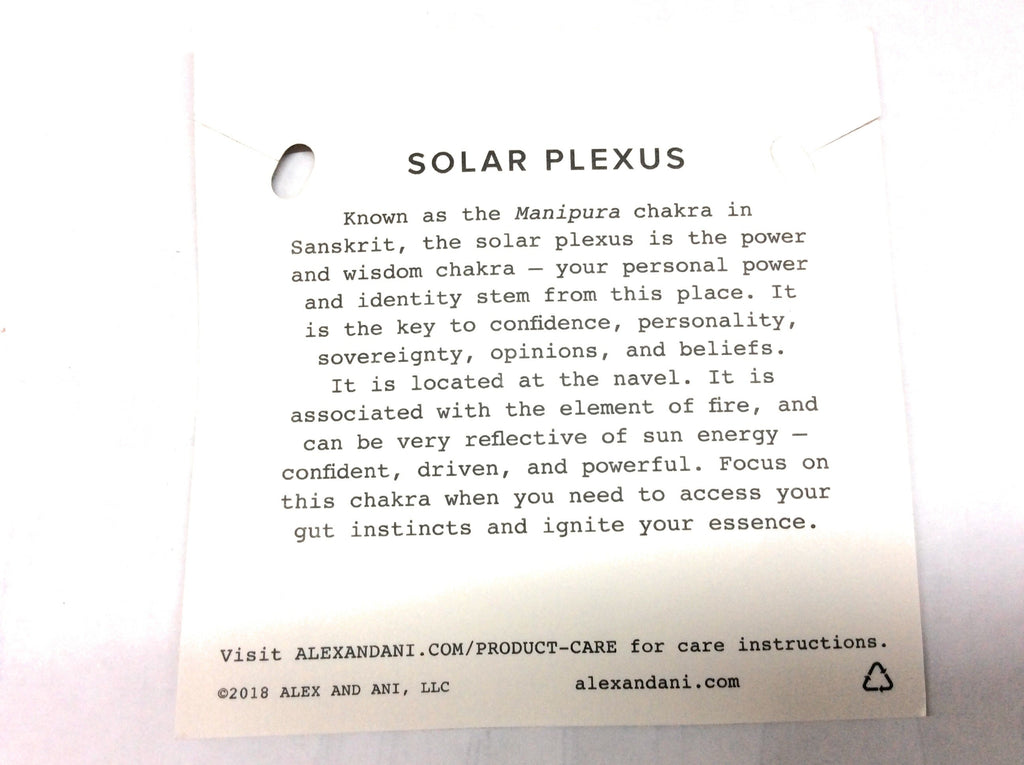 SOLAR PLEXUS
Known as the Manipura chakra in
Sanskrit, the solar plexus is the power
and wisdom chakra — your personal power
and identity stem from this place. It
is the key to confidence, personality,
sovereignty, opinions, and beliefs.
It is located at the navel. It is
associated with the element of fire, and
can be very reflective of sun energy —
confident, driven, and powerful. Focus on
this chakra when you need to access your
gut instincts and ignite your essence.
Visit ALEXANDANI.COM/PRODUCT-CARE for care instructions.
©2018 ALEX AND ANI, LLC alexandani.com